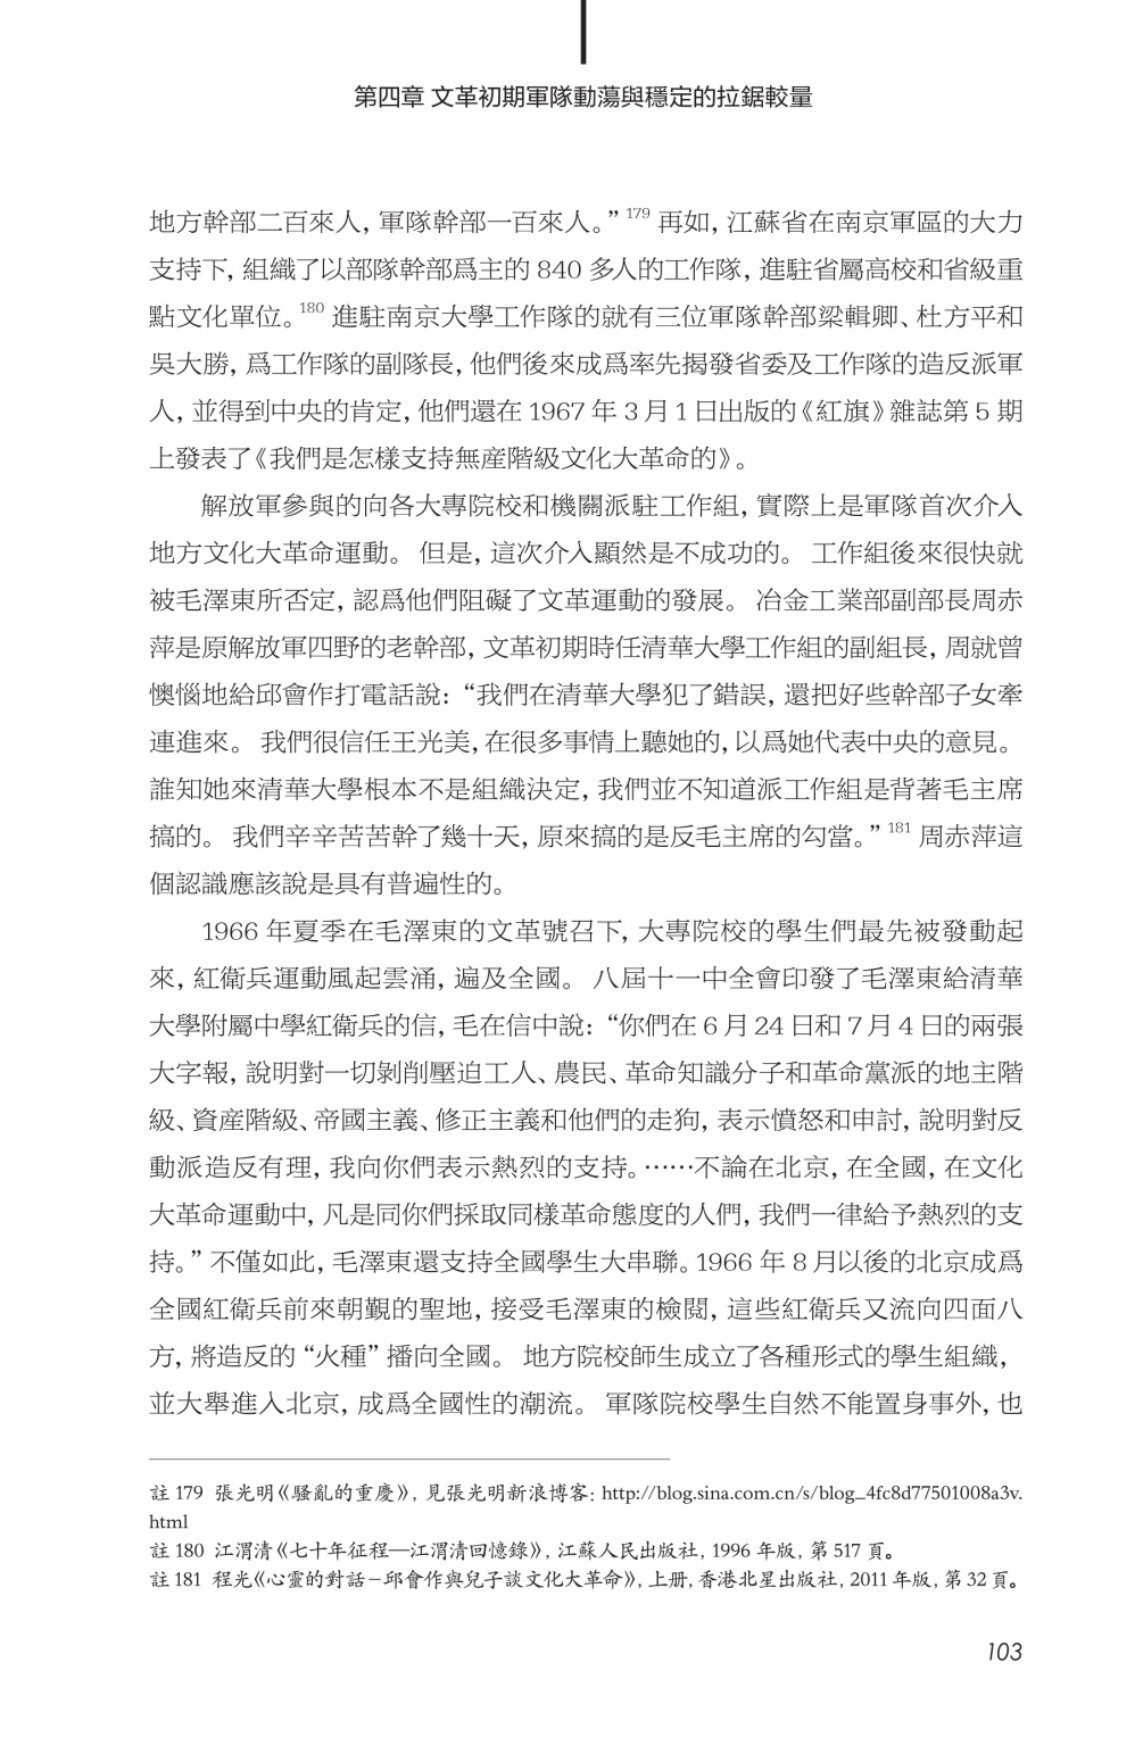 第四章 文革初期軍隊動蕩與穩定的拉鋸較量
地方幹部二百來人，軍隊幹部一百來人。”179 再如，江蘇省在南京軍區的大力
支持下，組織了以部隊幹部爲主的 840 多人的工作隊，進駐省屬高校和省級重
點文化單位。180 進駐南京大學工作隊的就有三位軍隊幹部梁輯卿、杜方平和
吳大勝，爲工作隊的副隊長，他們後來成爲率先揭發省委及工作隊的造反派軍
人，並得到中央的肯定，他們還在 1967 年 3 月 1 日出版的《紅旗》雜誌第 5 期
上發表了《我們是怎樣支持無産階級文化大革命的》。
解放軍參與的向各大專院校和機關派駐工作組，實際上是軍隊首次介入
地方文化大革命運動。 但是，這次介入顯然是不成功的。 工作組後來很快就
被毛澤東所否定，認爲他們阻礙了文革運動的發展。 冶金工業部副部長周赤
萍是原解放軍四野的老幹部，文革初期時任清華大學工作組的副組長，周就曾
懊惱地給邱會作打電話說：“我們在清華大學犯了錯誤，還把好些幹部子女牽
連進來。 我們很信任王光美，在很多事情上聽她的，以爲她代表中央的意見。
誰知她來清華大學根本不是組織決定，我們並不知道派工作組是背著毛主席
搞的。 我們辛辛苦苦幹了幾十天，原來搞的是反毛主席的勾當。”181 周赤萍這
個認識應該說是具有普遍性的。
1966 年夏季在毛澤東的文革號召下，大專院校的學生們最先被發動起
來，紅衛兵運動風起雲涌，遍及全國。 八屆十一中全會印發了毛澤東給清華
大學附屬中學紅衛兵的信，毛在信中說：“你們在 6 月 24 日和 7 月 4 日的兩張
大字報，說明對一切剝削壓迫工人、農民、革命知識分子和革命黨派的地主階
級、資産階級、帝國主義、修正主義和他們的走狗，表示憤怒和申討，說明對反
動派造反有理，我向你們表示熱烈的支持。……不論在北京，在全國，在文化
大革命運動中，凡是同你們採取同樣革命態度的人們，我們一律給予熱烈的支
持。” 不僅如此，毛澤東還支持全國學生大串聯。1966 年 8 月以後的北京成爲
全國紅衛兵前來朝覲的聖地，接受毛澤東的檢閱，這些紅衛兵又流向四面八
方，將造反的 “火種” 播向全國。 地方院校師生成立了各種形式的學生組織，
並大舉進入北京，成爲全國性的潮流。 軍隊院校學生自然不能置身事外，也
註 179 張光明《騷亂的重慶》，見張光明新浪博客：http://blog.sina.com.cn/s/blog_4fc8d77501008a3v.
html
註 180 江渭清《七十年征程—江渭清回憶錄》，江蘇人民出版社，1996 年版，第 517 頁。
註 181 程光《心靈的對話－邱會作與兒子談文化大革命》，上册，香港北星出版社，2011 年版，第 32 頁。
103